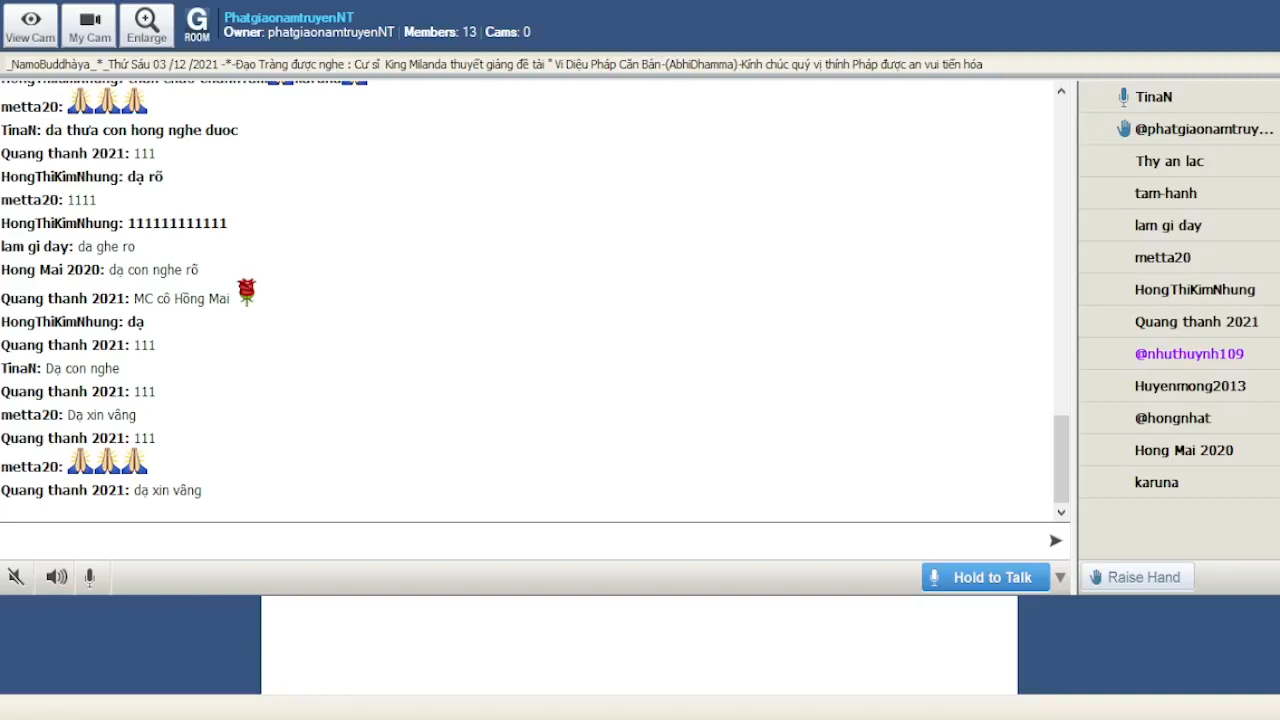 View Cam
My Cam
Enlarge
G
ROOM
PhatgiaonamtruyenNT
Owner: phatgiaonamtruyenNT | Members: 13 | Cams: 0
_NamoBuddhàya_*_Thứ Sáu 03 /12 /2021 -*-Đạo Tràng được nghe : Cư sĩ King Milanda thuyết giảng đề tài " Vi Diệu Pháp Căn Bản-(AbhiDhamma)-Kính chúc quý vị thính Pháp được an vui tiến hóa
metta20:
TinaN: da thưa con hong nghe duoc
Quang thanh 2021: 111
HongThiKimNhung: dạ rõ
metta20: 1111
HongThiKimNhung: 111111111111
lam gi day: da ghe ro
Hong Mai 2020: dạ con nghe rõ
Quang thanh 2021: MC cô Hồng Mai
HongThiKimNhung: dạ
Quang thanh 2021: 111
TinaN: Dạ con nghe
Quang thanh 2021: 111
metta20: Dạ xin vâng
Quang thanh 2021: 111
metta20:
Quang thanh 2021: dạ xin vâng
Hold to Talk
TinaN
@phatgiaonamtruy...
Thy an lac
tam-hanh
lam gi day
metta20
HongThiKimNhung
Quang thanh 2021
@nhuthuynh109
Huyenmong2013
@hongnhat
Hong Mai 2020
karuna
Raise Hand